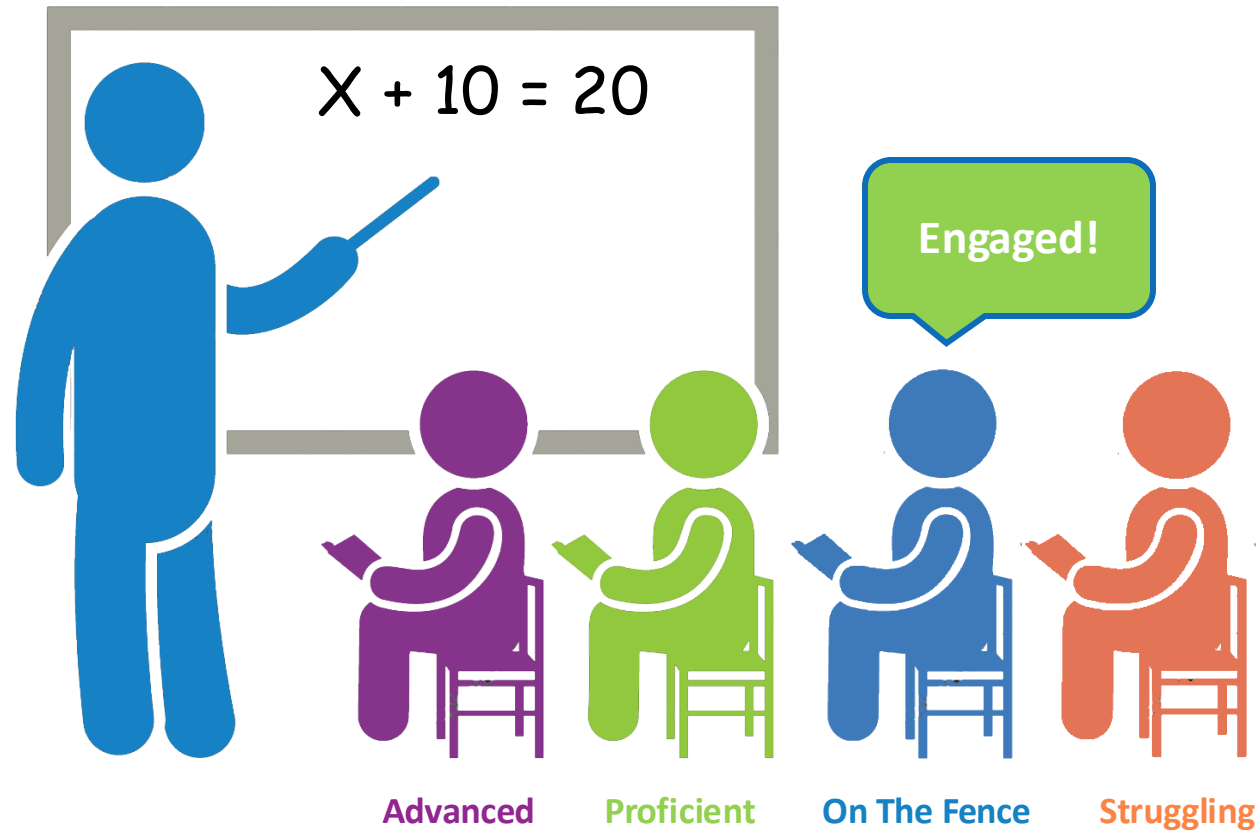 X + 10 = 20
Engaged!
Advanced
Proficient
On The Fence
Struggling